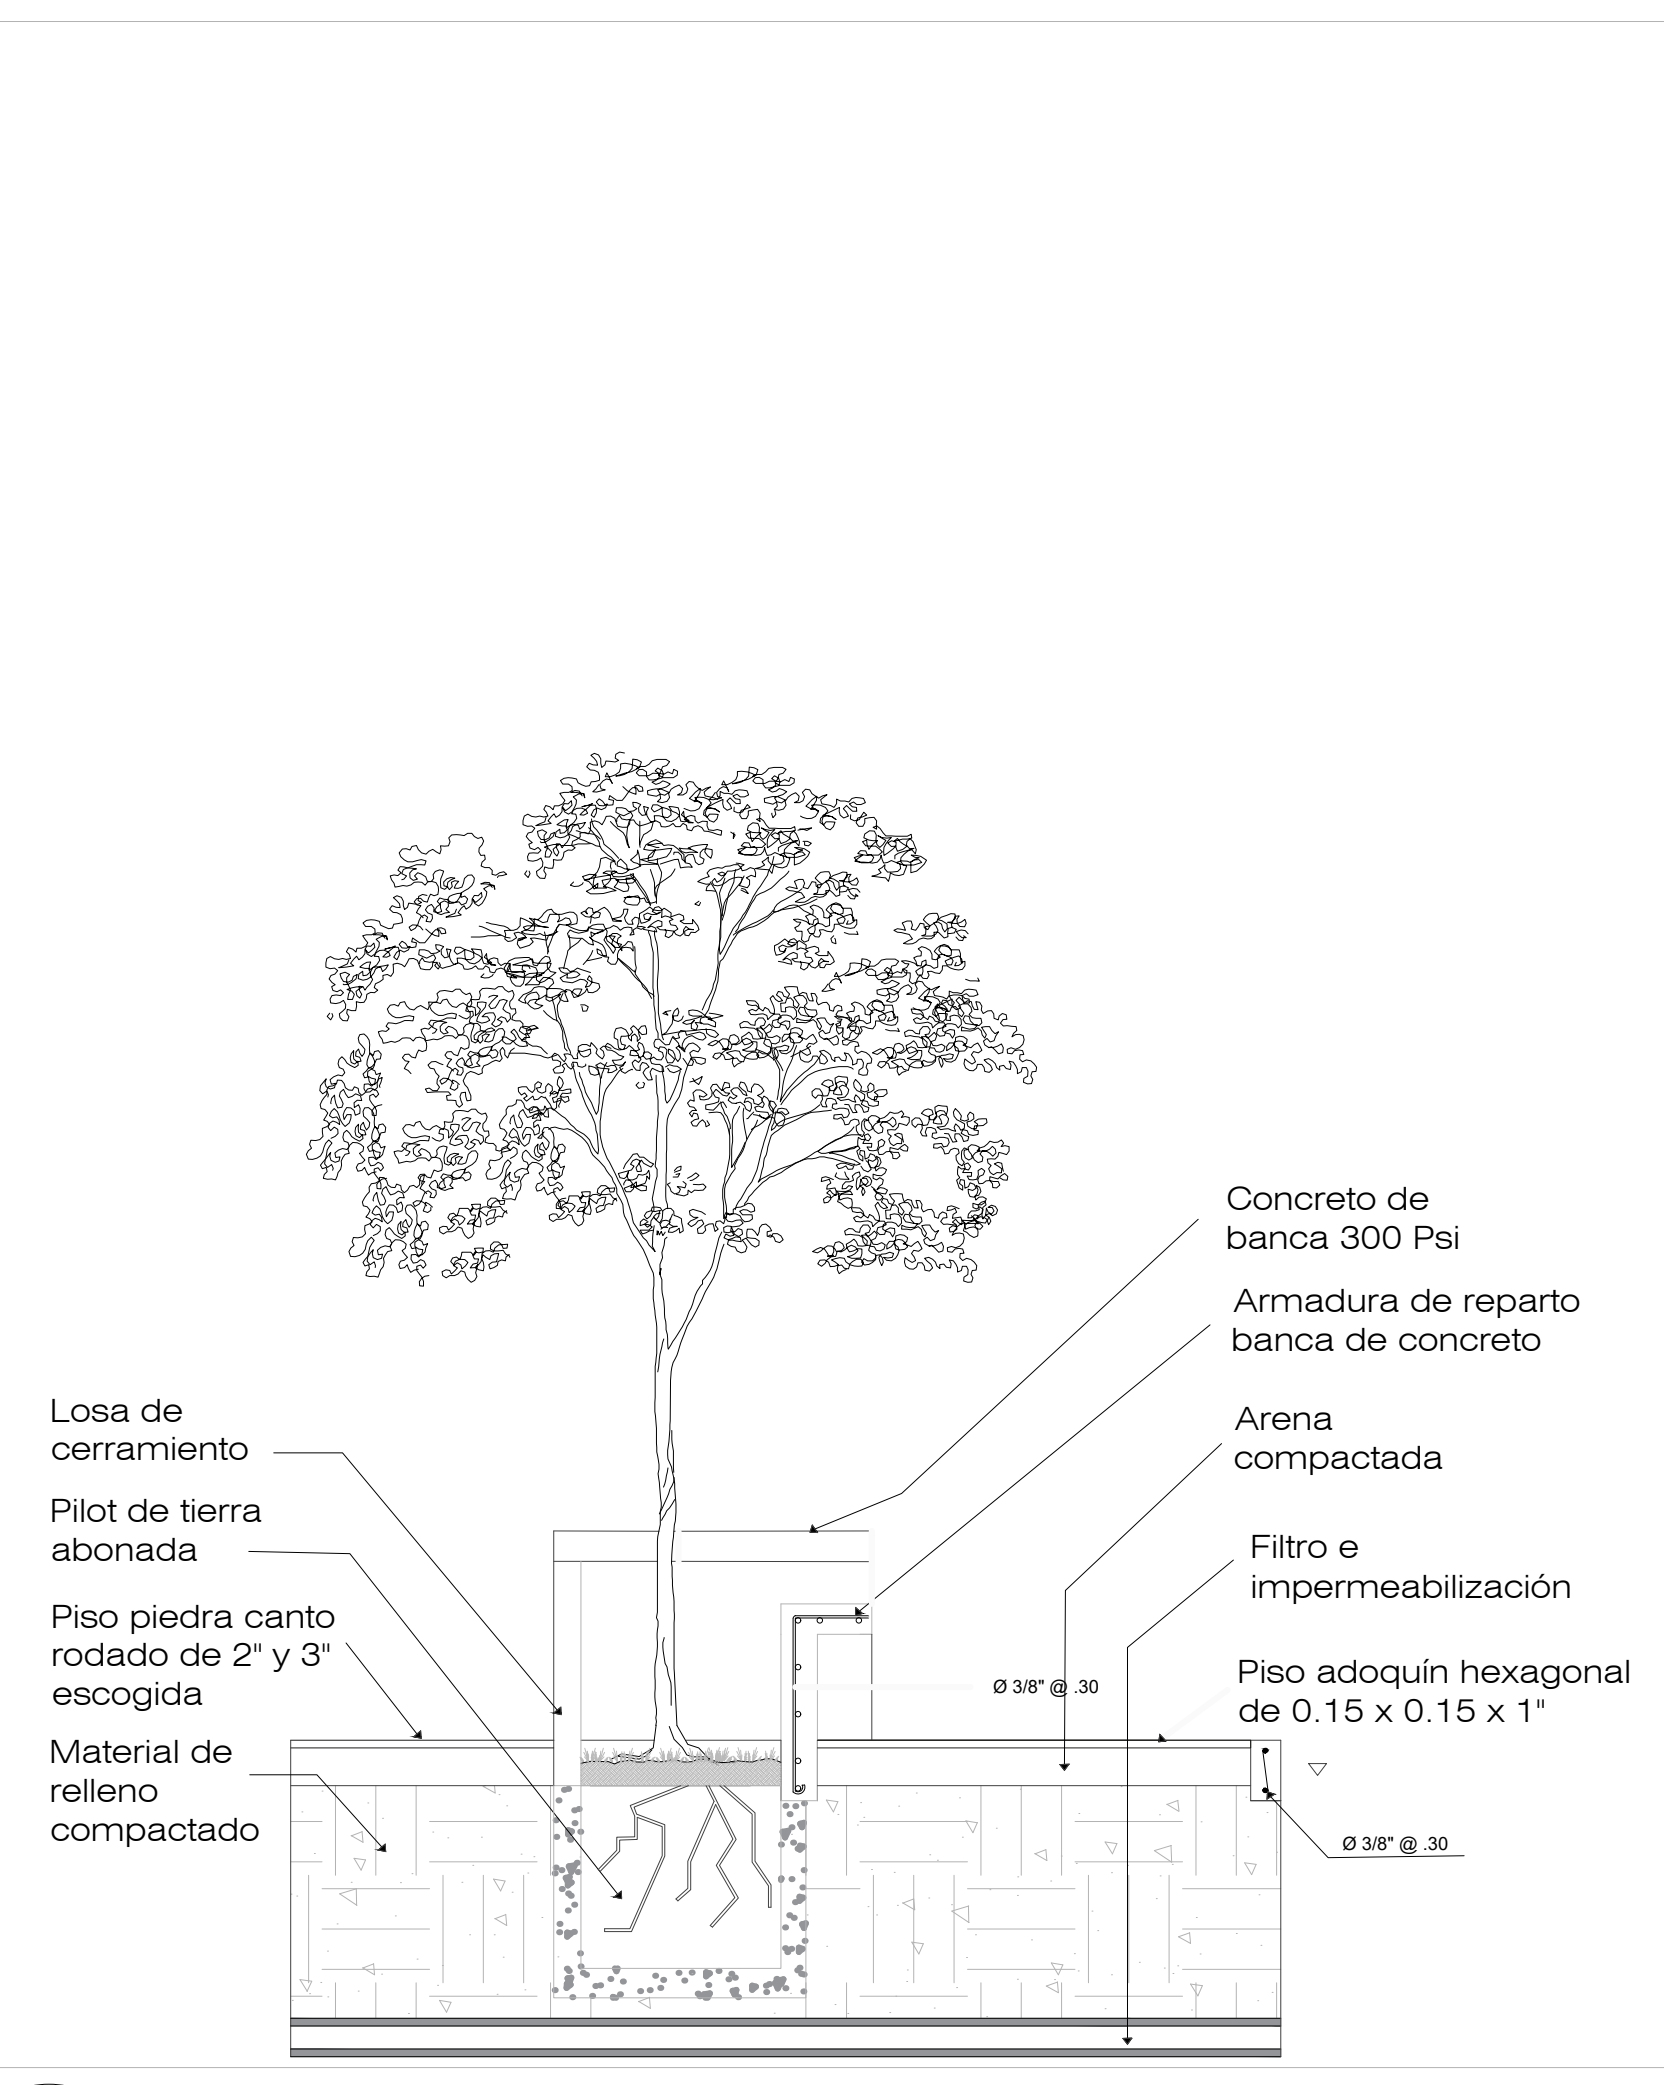 Concreto de
banca 300 Psi
Armadura de reparto
banca de concreto
Losa de
cerramiento
Arena
compactada
Pilot de tierra
abonada
Filtro e
impermeabilización
Piso piedra canto
rodado de 2" y 3"
escogida
Ø 3/8" @ .30
Piso adoquín hexagonal
de 0.15 x 0.15 x 1"
Material de
relleno
compactado
Ø 3/8" @ .30